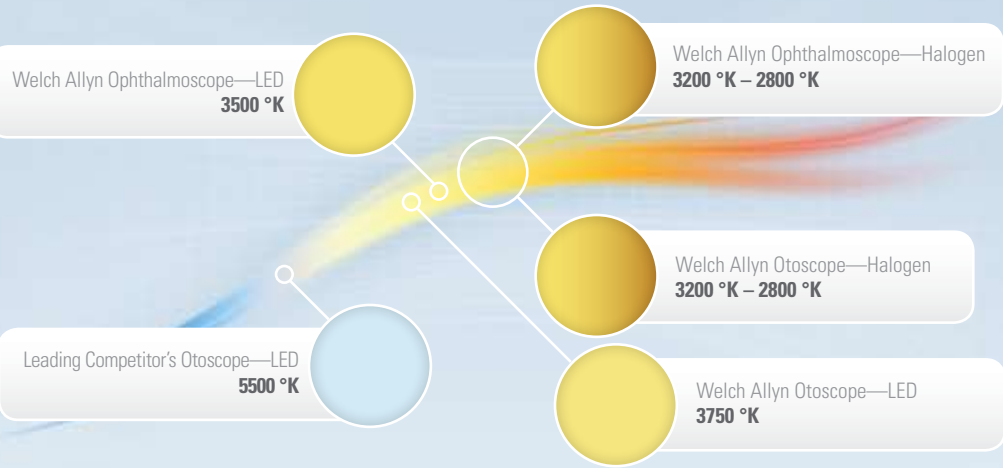 Welch Allyn Ophthalmoscope—LED
3500 °K
Welch Allyn Ophthalmoscope—Halogen
3200 °K – 2800 °K
Welch Allyn Otoscope—Halogen
3200 °K – 2800 °K
Leading Competitor's Otoscope—LED
5500 °K
Welch Allyn Otoscope—LED
3750 °K